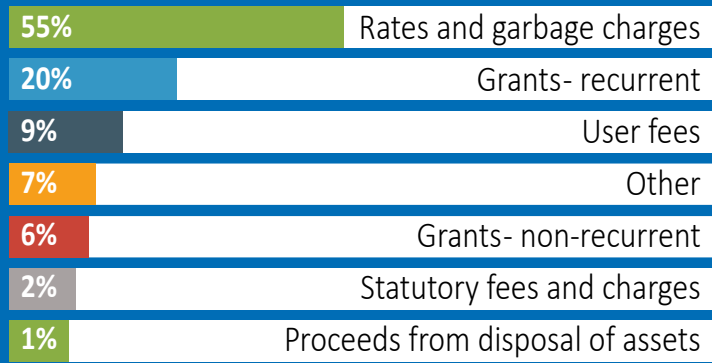 55% Rates and garbage charges
20% Grants- recurrent
9% User fees
7% Other
6% Grants- non-recurrent
2% Statutory fees and charges
1% Proceeds from disposal of assets